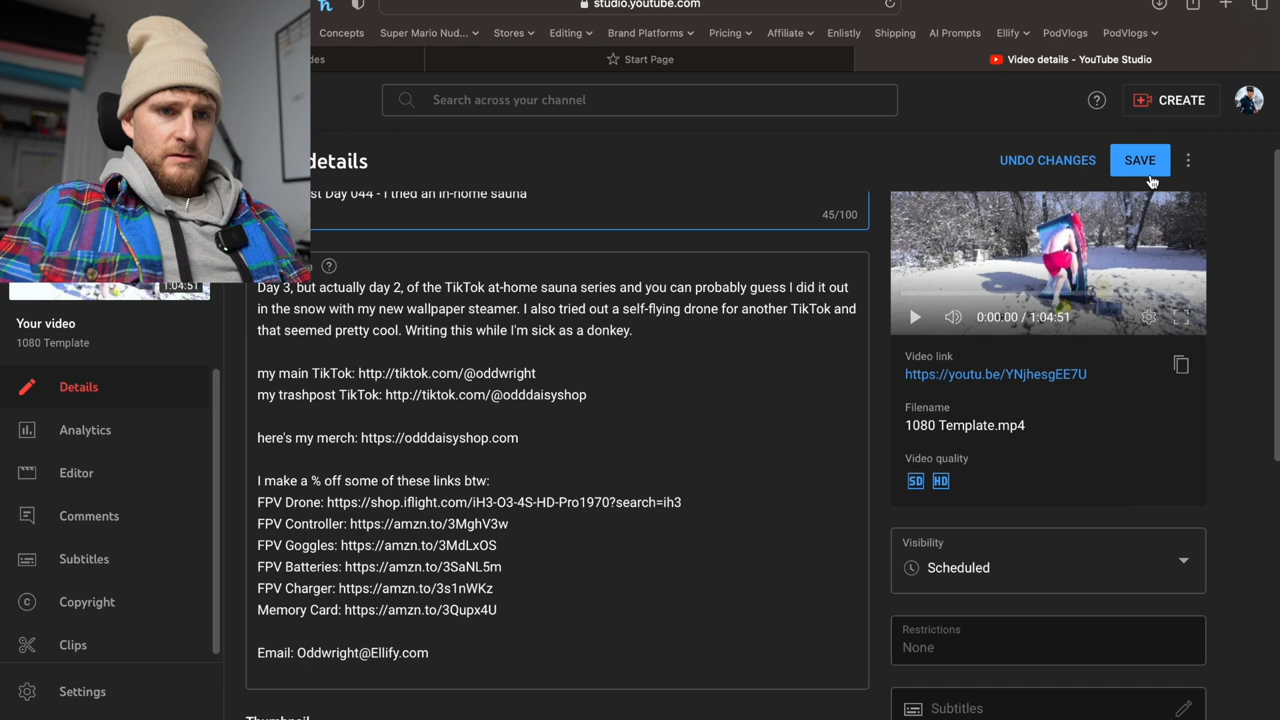 studio.youtube.com
Concepts Super Mario Nud... Stores Editing Brand Platforms Pricing Affiliate Enlistly Shipping AI Prompts Ellify PodVlogs PodVlogs
des Start Page Video details - YouTube Studio
Search across your channel
? CREATE
details
UNDO CHANGES SAVE
st Day 044 - I tried an in-home sauna
45/100
?
Day 3, but actually day 2, of the TikTok at-home sauna series and you can probably guess I did it out
in the snow with my new wallpaper steamer. I also tried out a self-flying drone for another TikTok and
that seemed pretty cool. Writing this while I'm sick as a donkey.
my main TikTok: http://tiktok.com/@oddwright
my trashpost TikTok: http://tiktok.com/@odddaisyshop
here's my merch: https://odddaisyshop.com
I make a % off some of these links btw:
FPV Drone: https://shop.iflight.com/iH3-O3-4S-HD-Pro1970?search=ih3
FPV Controller: https://amzn.to/3MghV3w
FPV Goggles: https://amzn.to/3MdLxOS
FPV Batteries: https://amzn.to/3SaNL5m
FPV Charger: https://amzn.to/3s1nWKz
Memory Card: https://amzn.to/3Qupx4U
Email: Oddwright@Ellify.com
1:04:51
Your video
1080 Template
Details
Analytics
Editor
Comments
Subtitles
Copyright
Clips
Settings
0:00:00 / 1:04:51
Video link
https://youtu.be/YNjhesgEE7U
Filename
1080 Template.mp4
Video quality
SD HD
Visibility
Scheduled
Restrictions
None
Subtitles
Thumbnail